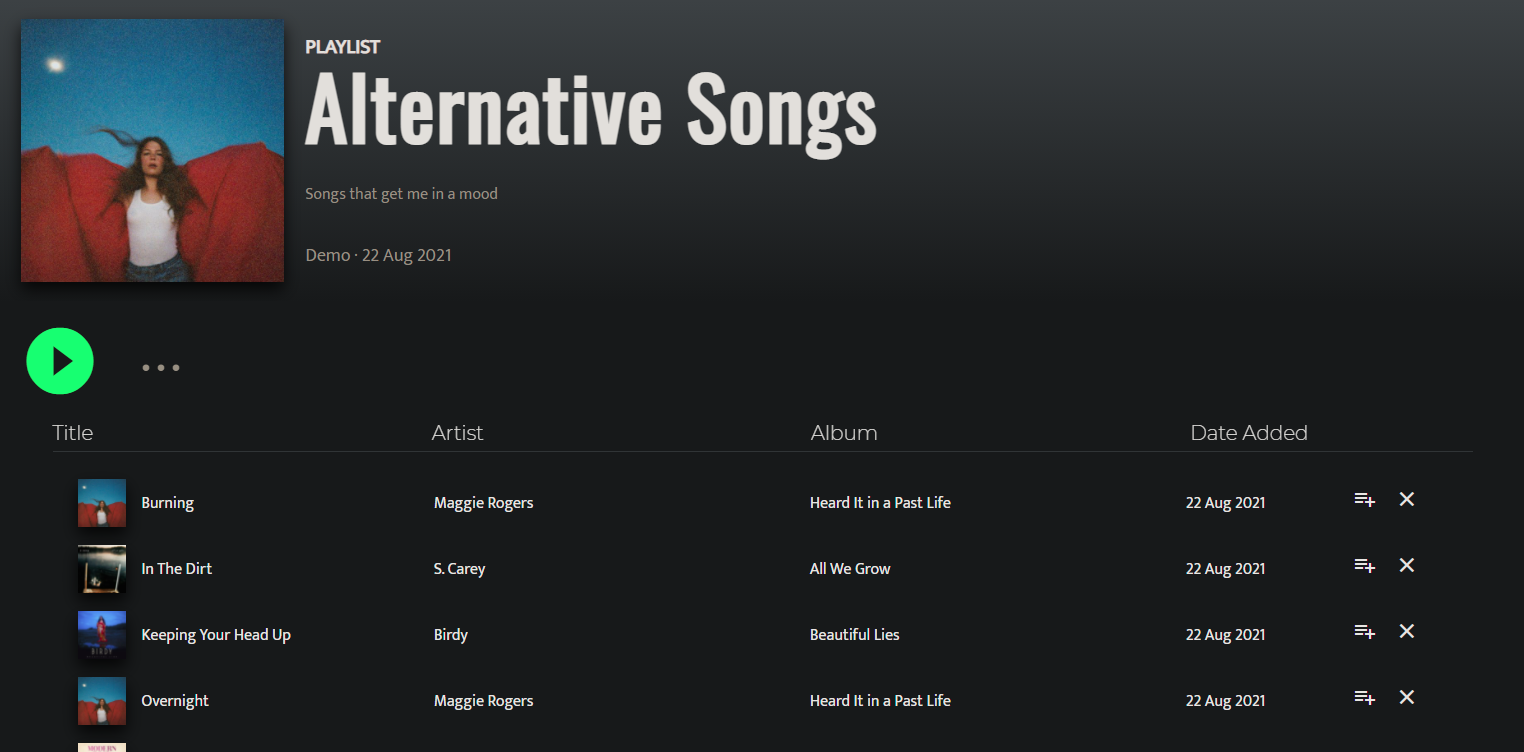 PLAYLIST
Alternative Songs
Songs that get me in a mood
Demo · 22 Aug 2021
Title Artist Album Date Added
Burning Maggie Rogers Heard It in a Past Life 22 Aug 2021
In The Dirt S. Carey All We Grow 22 Aug 2021
Keeping Your Head Up Birdy Beautiful Lies 22 Aug 2021
BIRDY
Overnight Maggie Rogers Heard It in a Past Life 22 Aug 2021